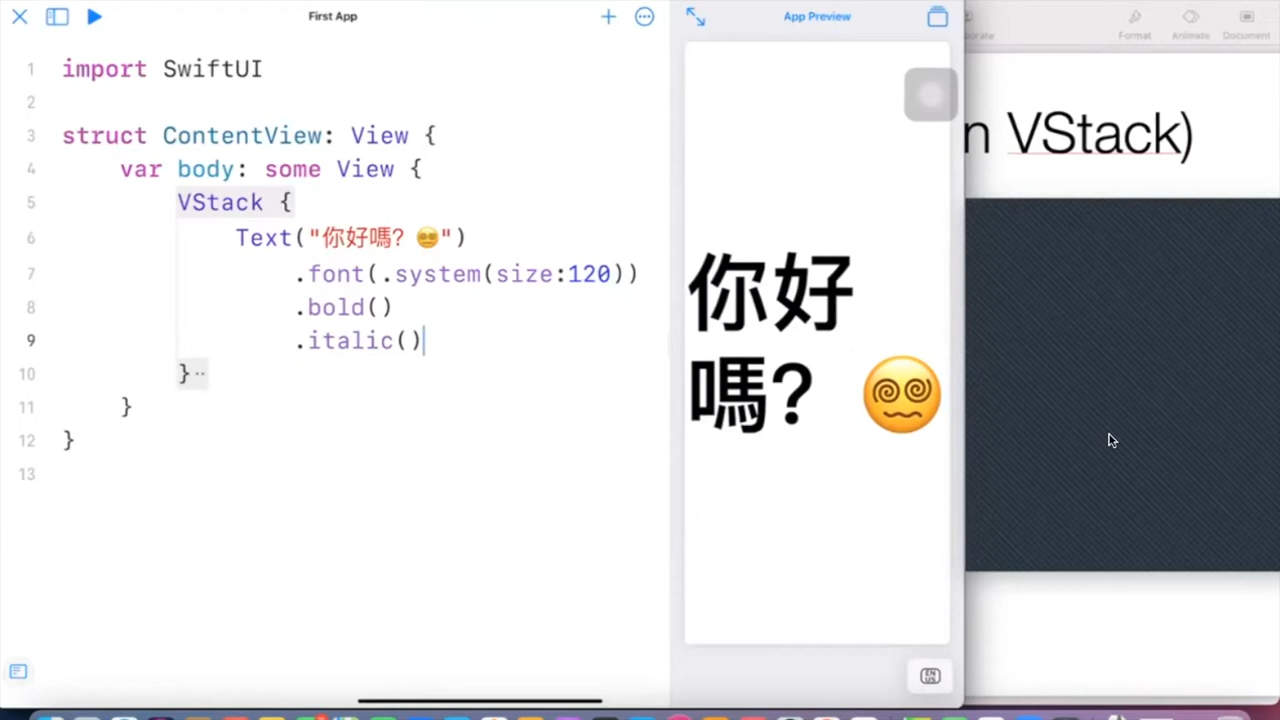 First App
App Preview
Format
Animate
Document
1 import SwiftUI
2
3 struct ContentView: View {
4 var body: some View {
5 VStack {
6 Text("你好嗎? 😵‍💫")
7 .font(.system(size:120))
8 .bold()
9 .italic()
10 }
11 }
12 }
13
你好
嗎? 😵‍💫
n VStack)
EN
US